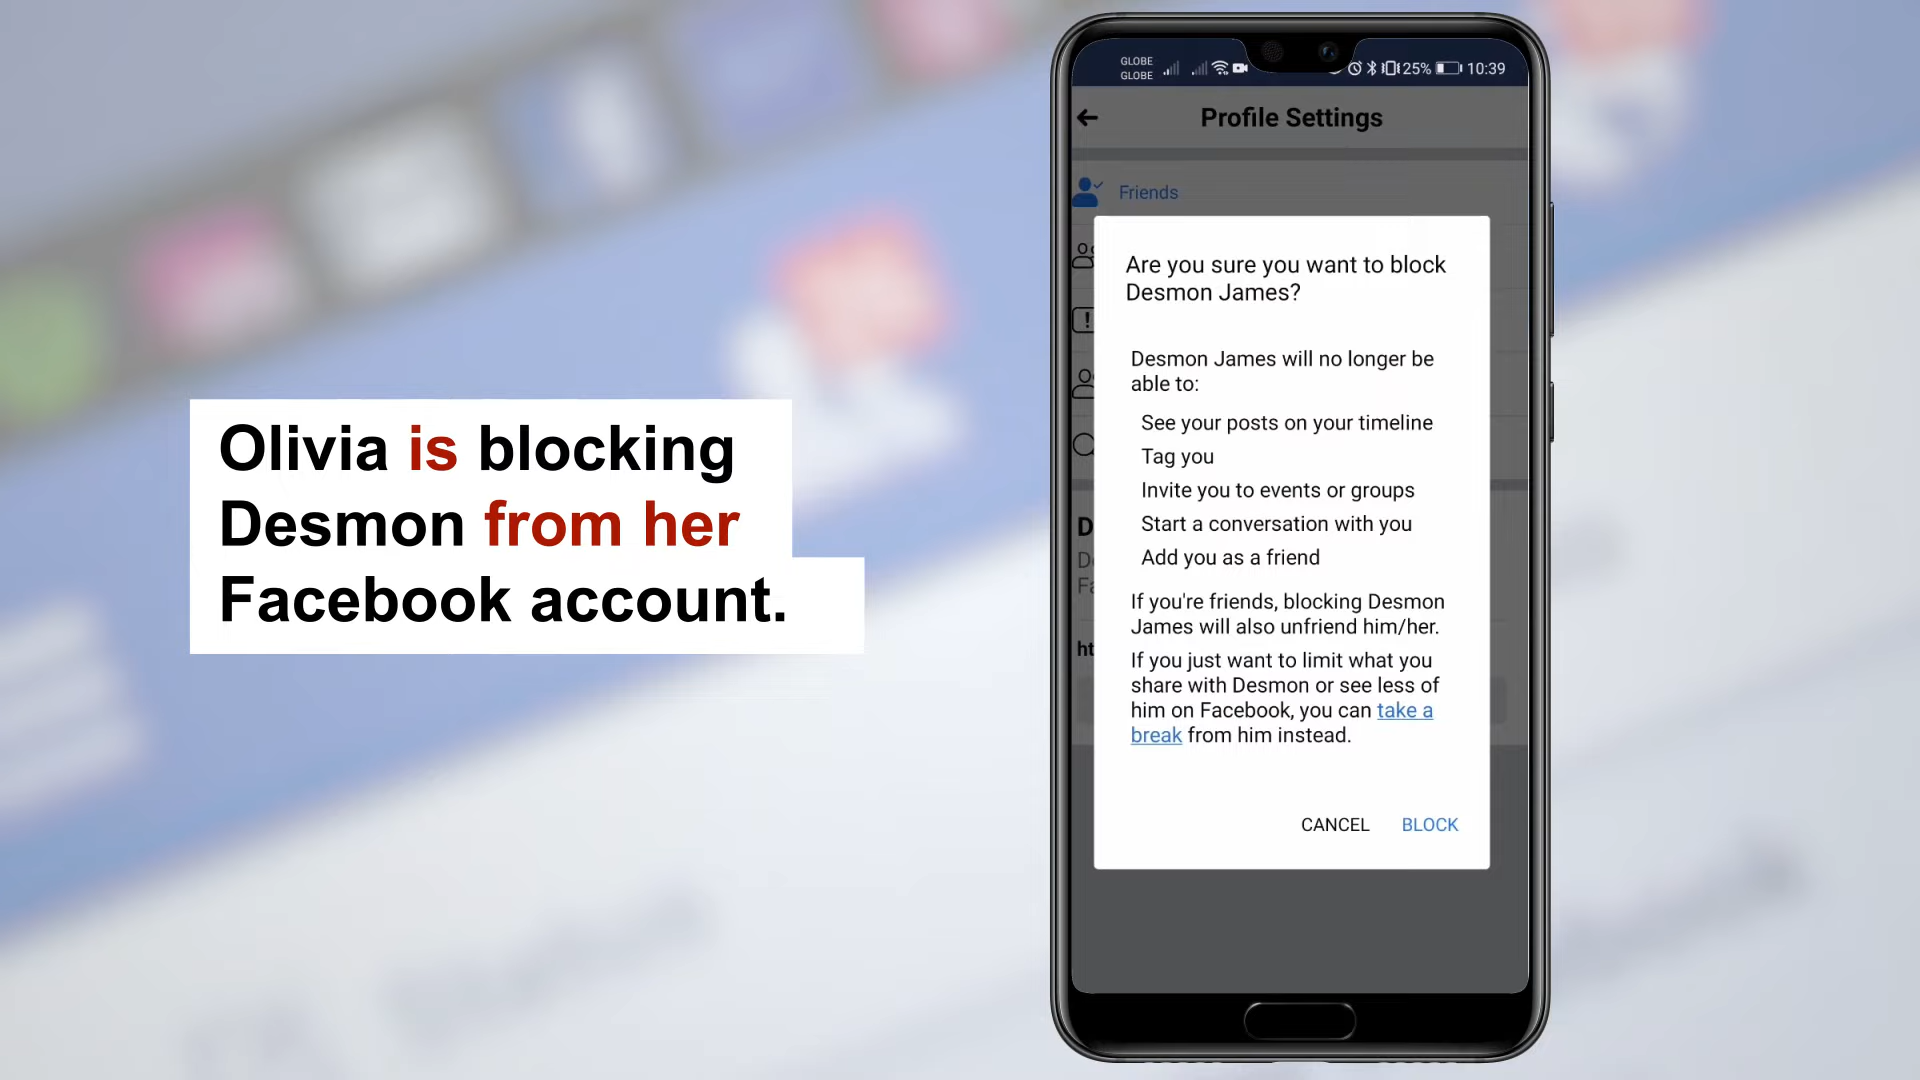 Olivia is blocking
Desmon from her
Facebook account.
GLOBE
GLOBE
25% 10:39
Profile Settings
Friends
Are you sure you want to block
Desmon James?
Desmon James will no longer be
able to:
See your posts on your timeline
Tag you
Invite you to events or groups
Start a conversation with you
Add you as a friend
If you're friends, blocking Desmon
James will also unfriend him/her.
If you just want to limit what you
share with Desmon or see less of
him on Facebook, you can take a
break from him instead.
CANCEL BLOCK